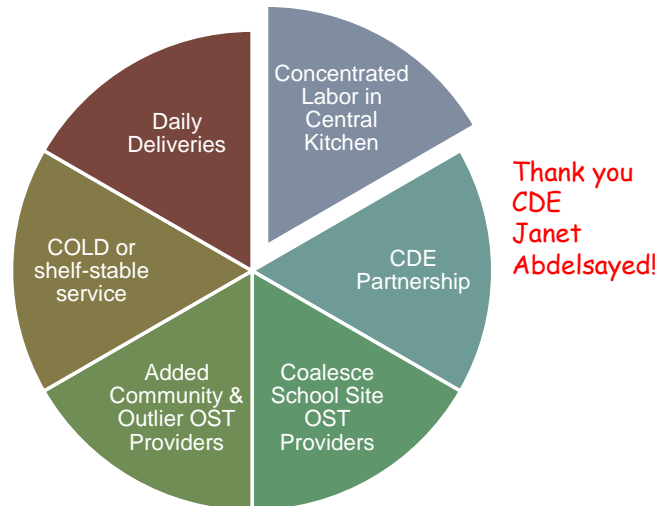 Concentrated
Labor in
Central
Kitchen
CDE
Partnership
Coalesce
School Site
OST
Providers
Added
Community &
Outlier OST
Providers
COLD or
shelf-stable
service
Daily
Deliveries
Thank you
CDE
Janet
Abdelsayed!